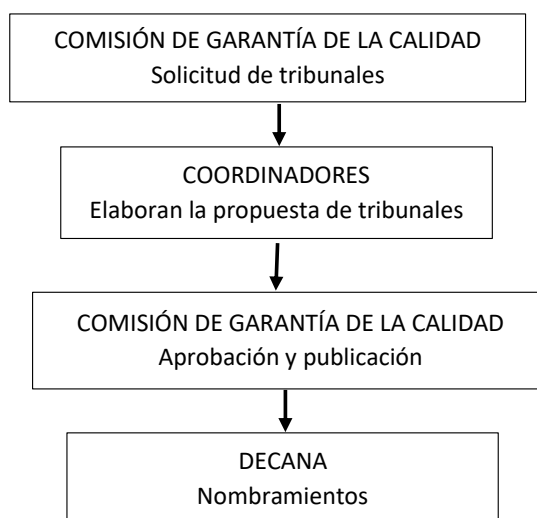 COMISIÓN DE GARANTÍA DE LA CALIDAD
Solicitud de tribunales
COORDINADORES
Elaboran la propuesta de tribunales
COMISIÓN DE GARANTÍA DE LA CALIDAD
Aprobación y publicación
DECANA
Nombramientos